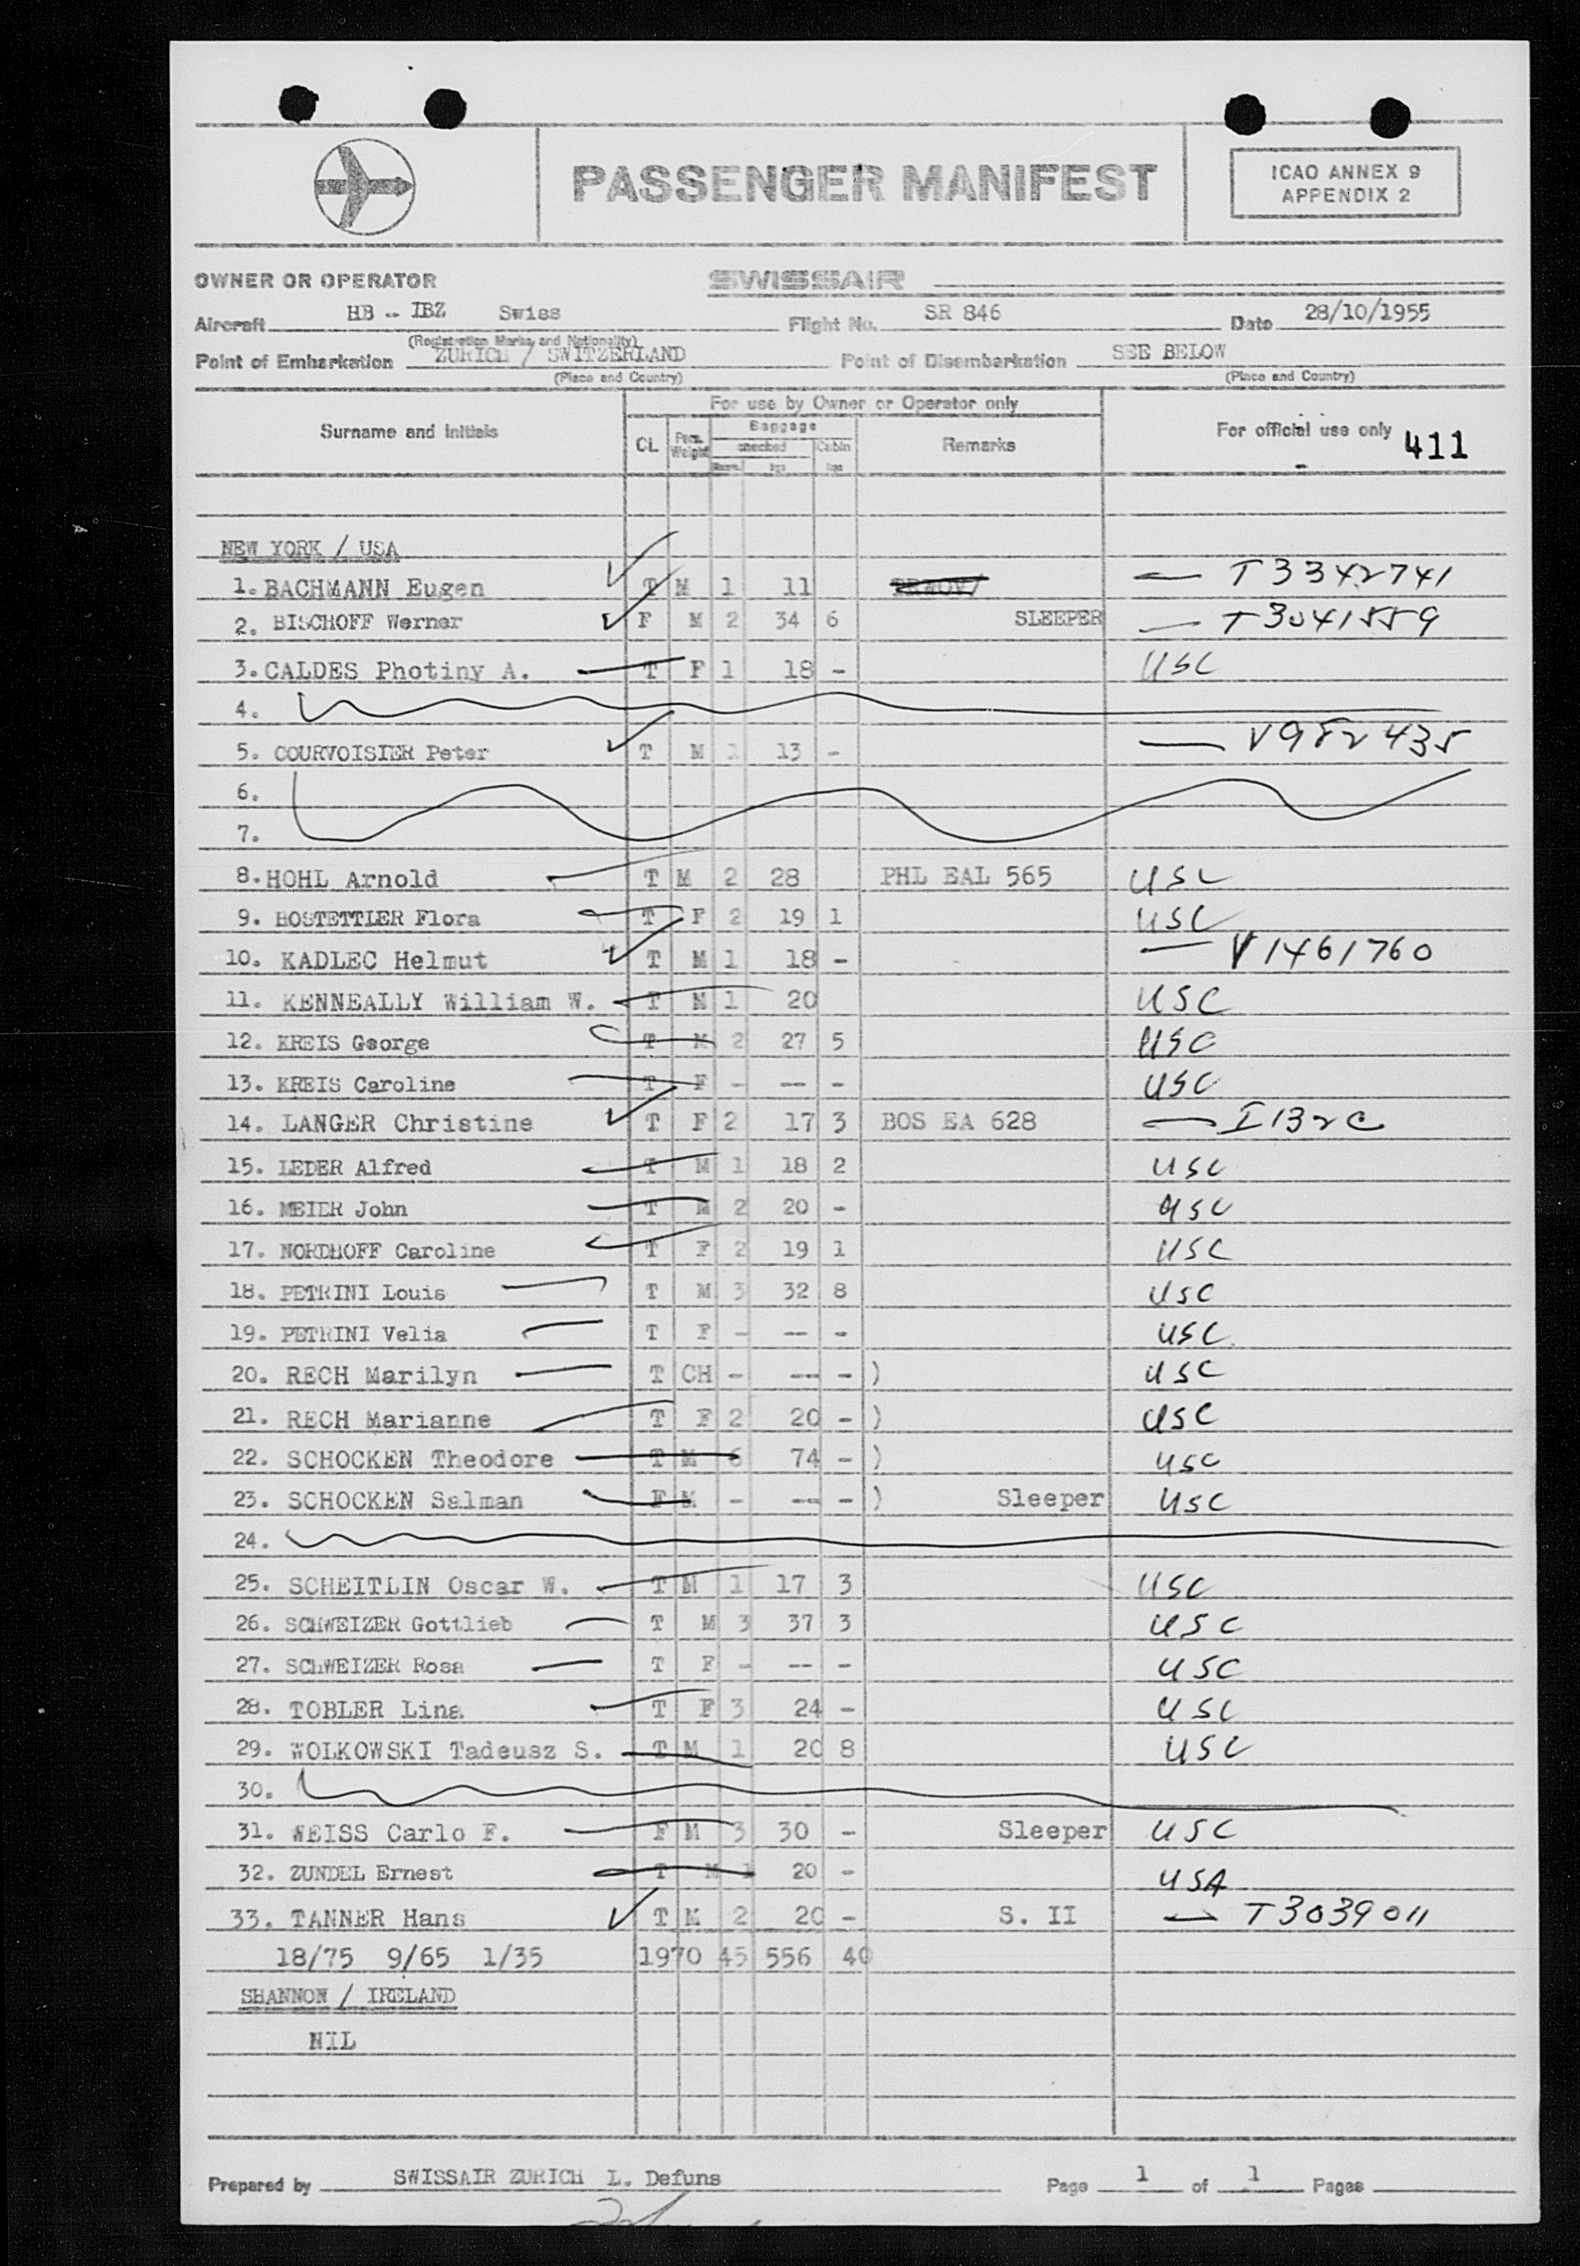 PASSENGER MANIFEST
ICAO ANNEX 9
APPENDIX 2
OWNER OR OPERATOR SWISSAIR
Aircraft HB - IBZ Swiss Flight No. SR 846 Date 28/10/1955
(Registration Marks and Nationality)
Point of Embarkation ZURICH / SWITZERLAND Point of Disembarkation SEE BELOW
(Place and Country) (Place and Country)
For use by Owner or Operator only
Surname and initials CL Pass. Weight Baggage checked Cabin Remarks For official use only 411
kgs kgs
NEW YORK / USA
1. BACHMANN Eugen T M 1 11 T3342741
2. BISCHOFF Werner F M 2 34 6 SLEEPER T3041559
3. CALDES Photiny A. T F 1 18 - USC
4.
5. COURVOISIER Peter T M 1 13 - V982435
6.
7.
8. HOHL Arnold T M 2 28 PHL EAL 565 USC
9. HOSTETTLER Flora T F 2 19 1 USC
10. KADLEC Helmut T M 1 18 - V1461760
11. KENNEALLY William W. T M 1 20 USC
12. KREIS George T M 2 27 5 USC
13. KREIS Caroline T F - -- - USC
14. LANGER Christine T F 2 17 3 BOS EA 628 I132C
15. LEDER Alfred T M 1 18 2 USC
16. MEIER John T M 2 20 - USC
17. NORDHOFF Caroline T F 2 19 1 USC
18. PETRINI Louis T M 3 32 8 USC
19. PETRINI Velia T F - -- - USC
20. RECH Marilyn T CH - -- - ) USC
21. RECH Marianne T F 2 20 - ) USC
22. SCHOCKEN Theodore T M 6 74 - ) USC
23. SCHOCKEN Salman F M - -- - ) Sleeper USC
24.
25. SCHEITLIN Oscar W. T M 1 17 3 USC
26. SCHWEIZER Gottlieb T M 3 37 3 USC
27. SCHWEIZER Rosa T F - -- - USC
28. TOBLER Lina T F 3 24 - USC
29. WOLKOWSKI Tadeusz S. T M 1 20 8 USC
30.
31. WEISS Carlo F. F M 3 30 - Sleeper USC
32. ZUNDEL Ernest T M 1 20 - USA
33. TANNER Hans T M 2 20 - S. II T3039011
18/75 9/65 1/35 1970 45 556 40
SHANNON / IRELAND
NIL
Prepared by SWISSAIR ZURICH L. Defuns Page 1 of 1 Pages